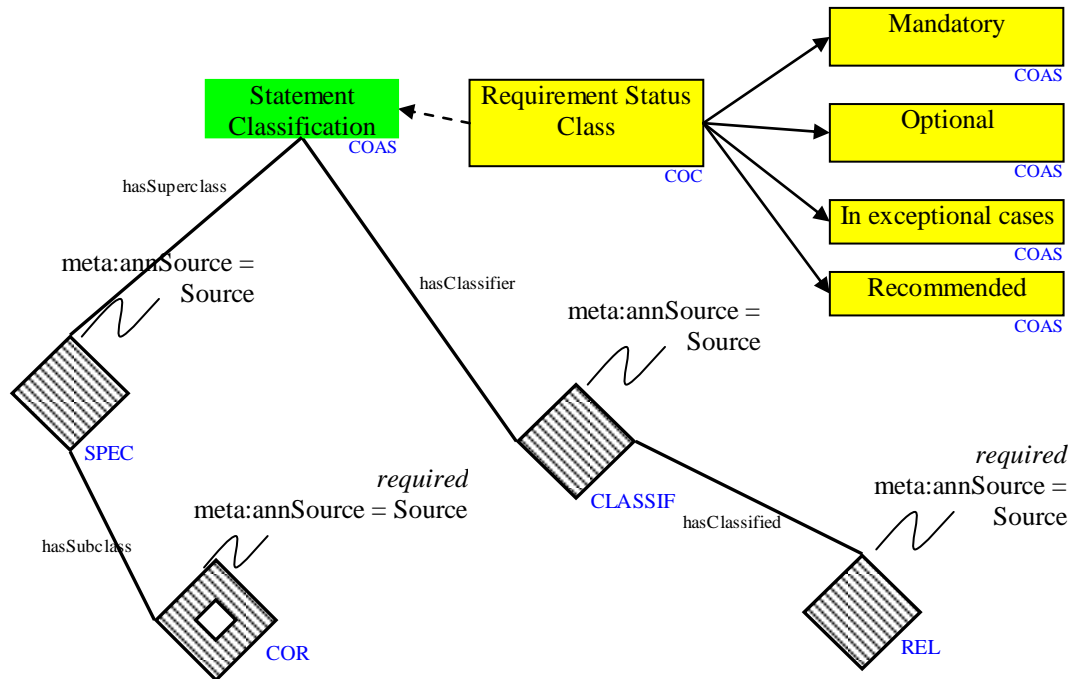 Mandatory
COAS
Statement
Classification
COAS
Requirement Status
Class
COC
Optional
COAS
In exceptional cases
COAS
Recommended
COAS
hasSuperclass
meta:annSource =
Source
SPEC
hasClassifier
meta:annSource =
Source
CLASSIF
hasSubclass
required
meta:annSource = Source
COR
hasClassified
required
meta:annSource =
Source
REL